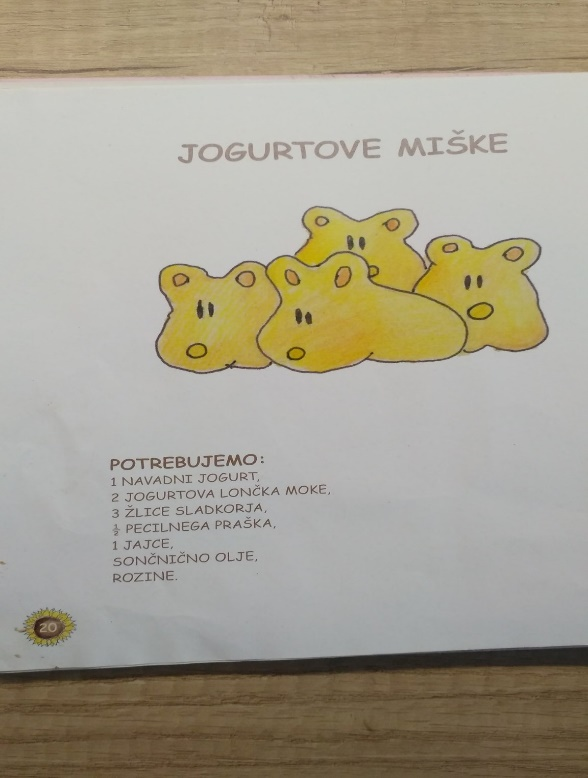 JOGURTOVE MIŠKE
POTREBUJEMO:
1 NAVADNI JOGURT,
2 JOGURTOVA LONČKA MOKE,
3 ŽLICE SLADKORJA,
½ PECILNEGA PRAŠKA,
1 JAJCE,
SONČNIČNO OLJE,
ROZINE.
20